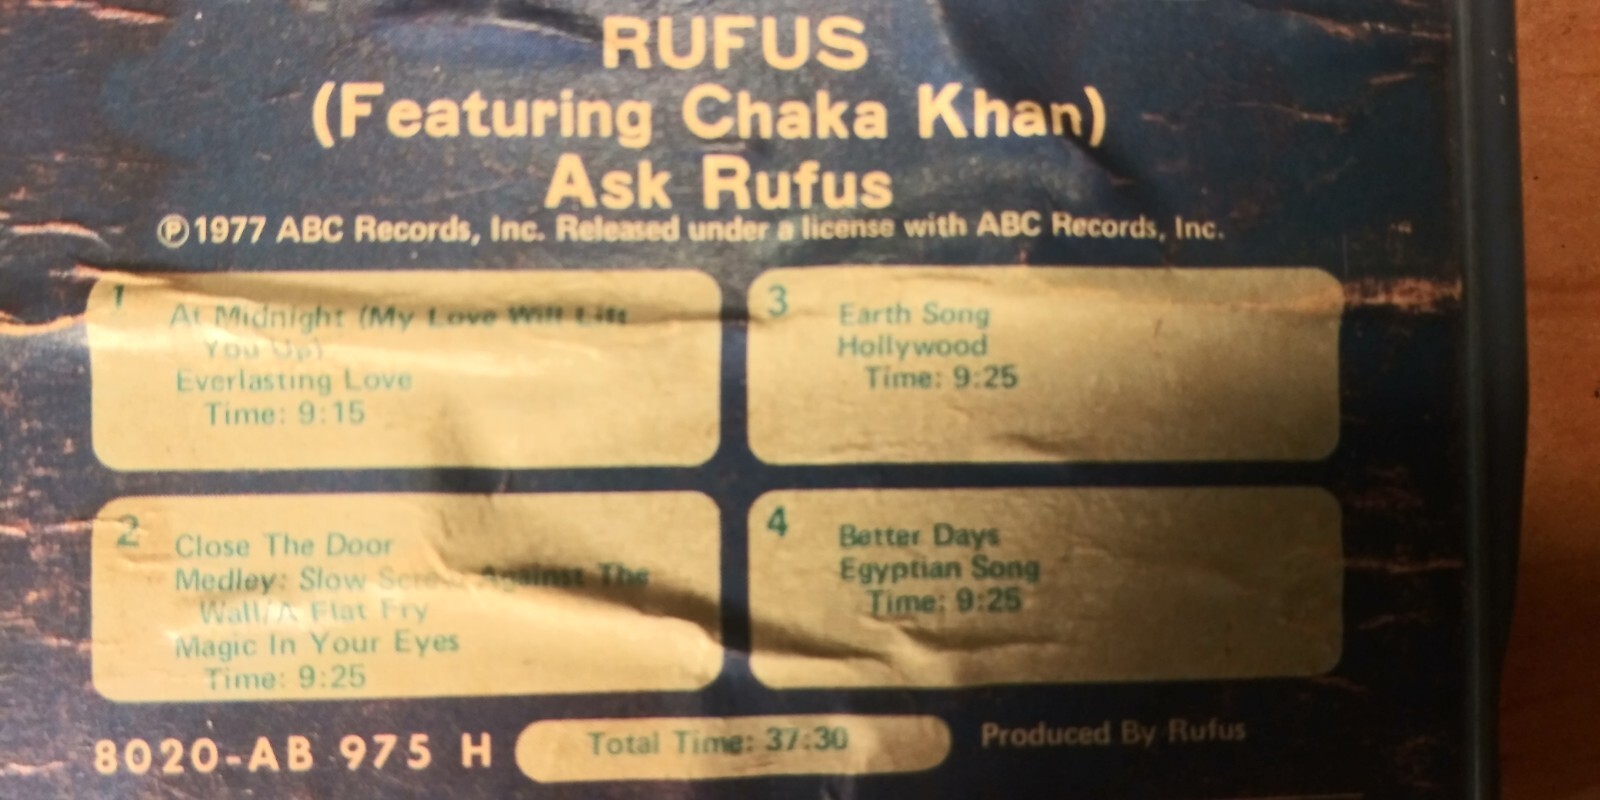 RUFUS
(Featuring Chaka Khan)
Ask Rufus
℗1977 ABC Records, Inc. Released under a license with ABC Records, Inc.
1
At Midnight (My Love Will Lift
You Up)
Everlasting Love
Time: 9:15
2
Close The Door
Medley: Slow Screw Against The
Wall/A Flat Fry
Magic In Your Eyes
Time: 9:25
3
Earth Song
Hollywood
Time: 9:25
4
Better Days
Egyptian Song
Time: 9:25
8020-AB 975 H
Total Time: 37:30
Produced By Rufus